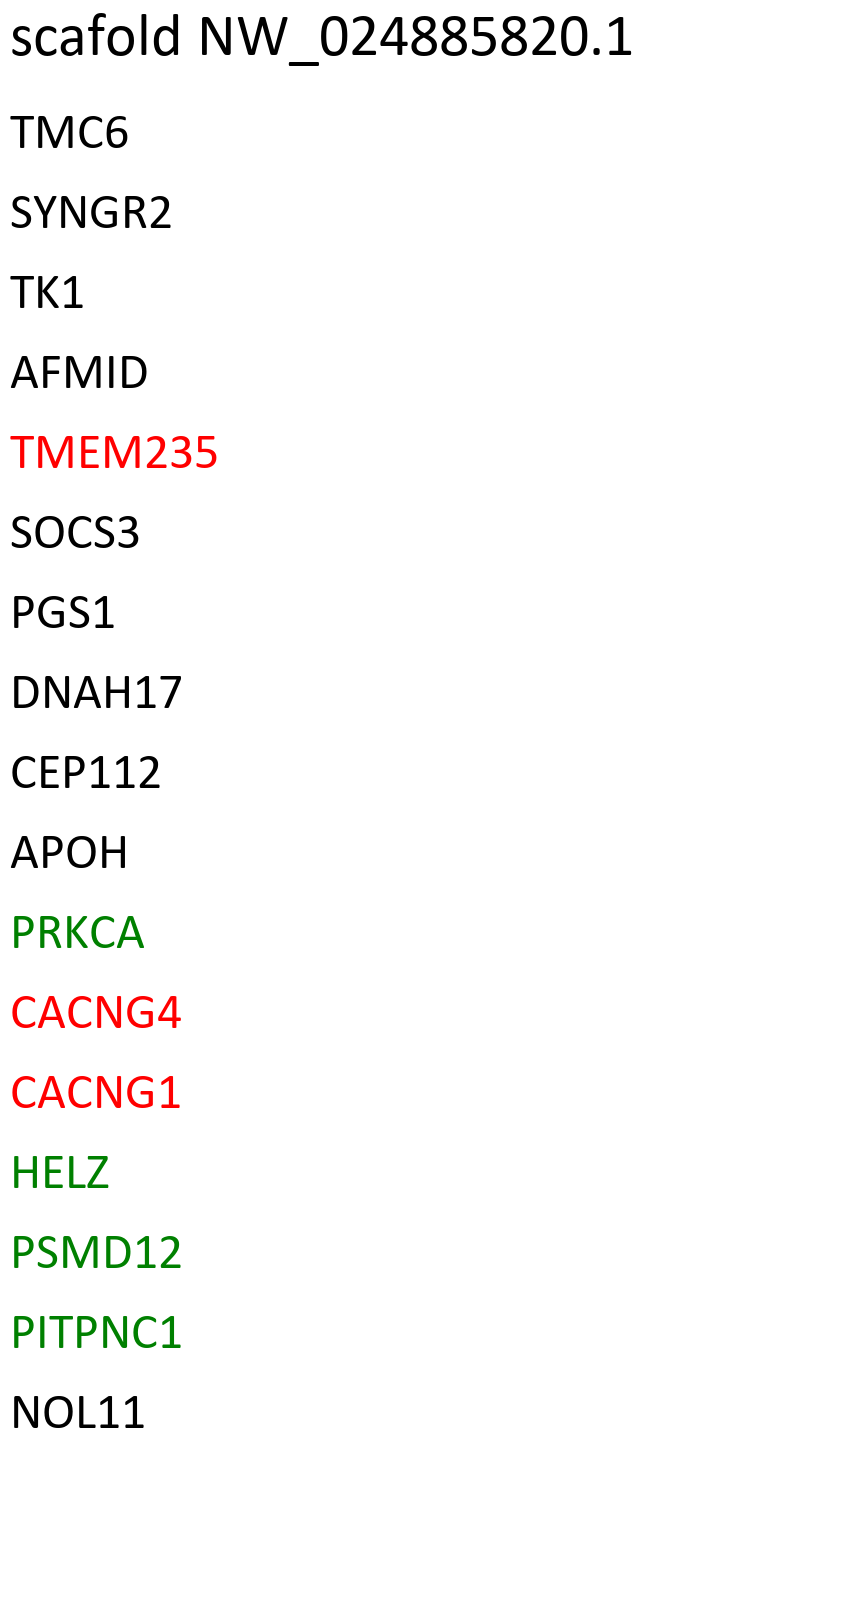 scafold NW_024885820.1
TMC6
SYNGR2
TK1
AFMID
TMEM235
SOCS3
PGS1
DNAH17
CEP112
APOH
PRKCA
CACNG4
CACNG1
HELZ
PSMD12
PITPNC1
NOL11